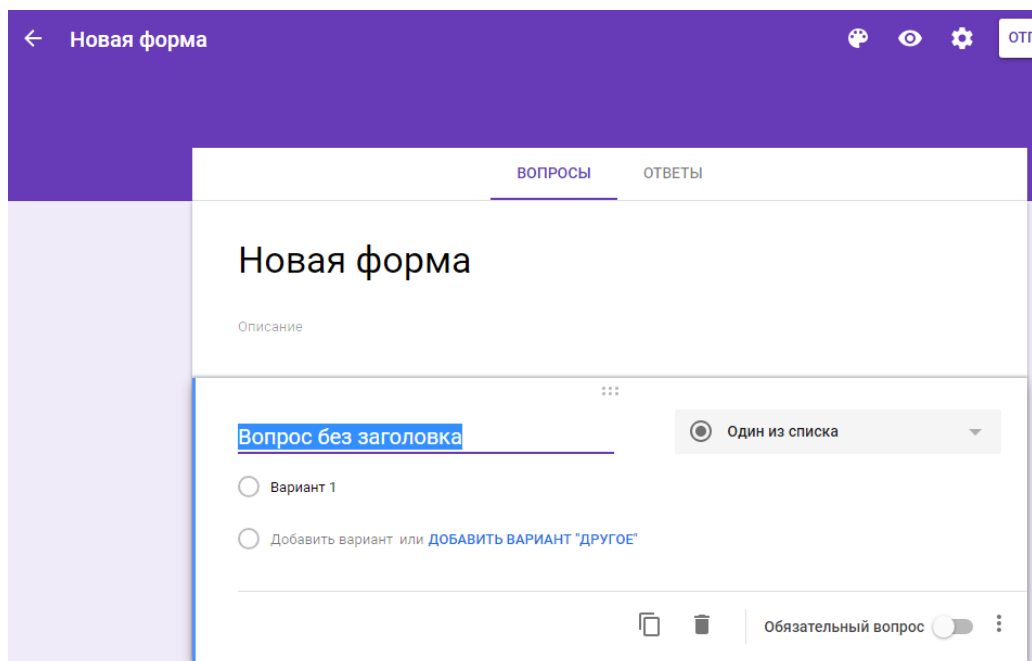 Новая форма
ВОПРОСЫ ОТВЕТЫ
Новая форма
Описание
Вопрос без заголовка Один из списка
Вариант 1
Добавить вариант или ДОБАВИТЬ ВАРИАНТ "ДРУГОЕ"
Обязательный вопрос